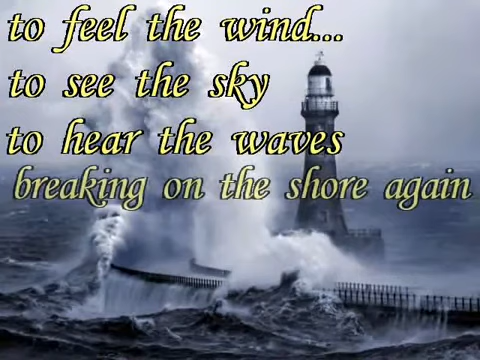 to feel the wind...
to see the sky
to hear the waves
breaking on the shore again